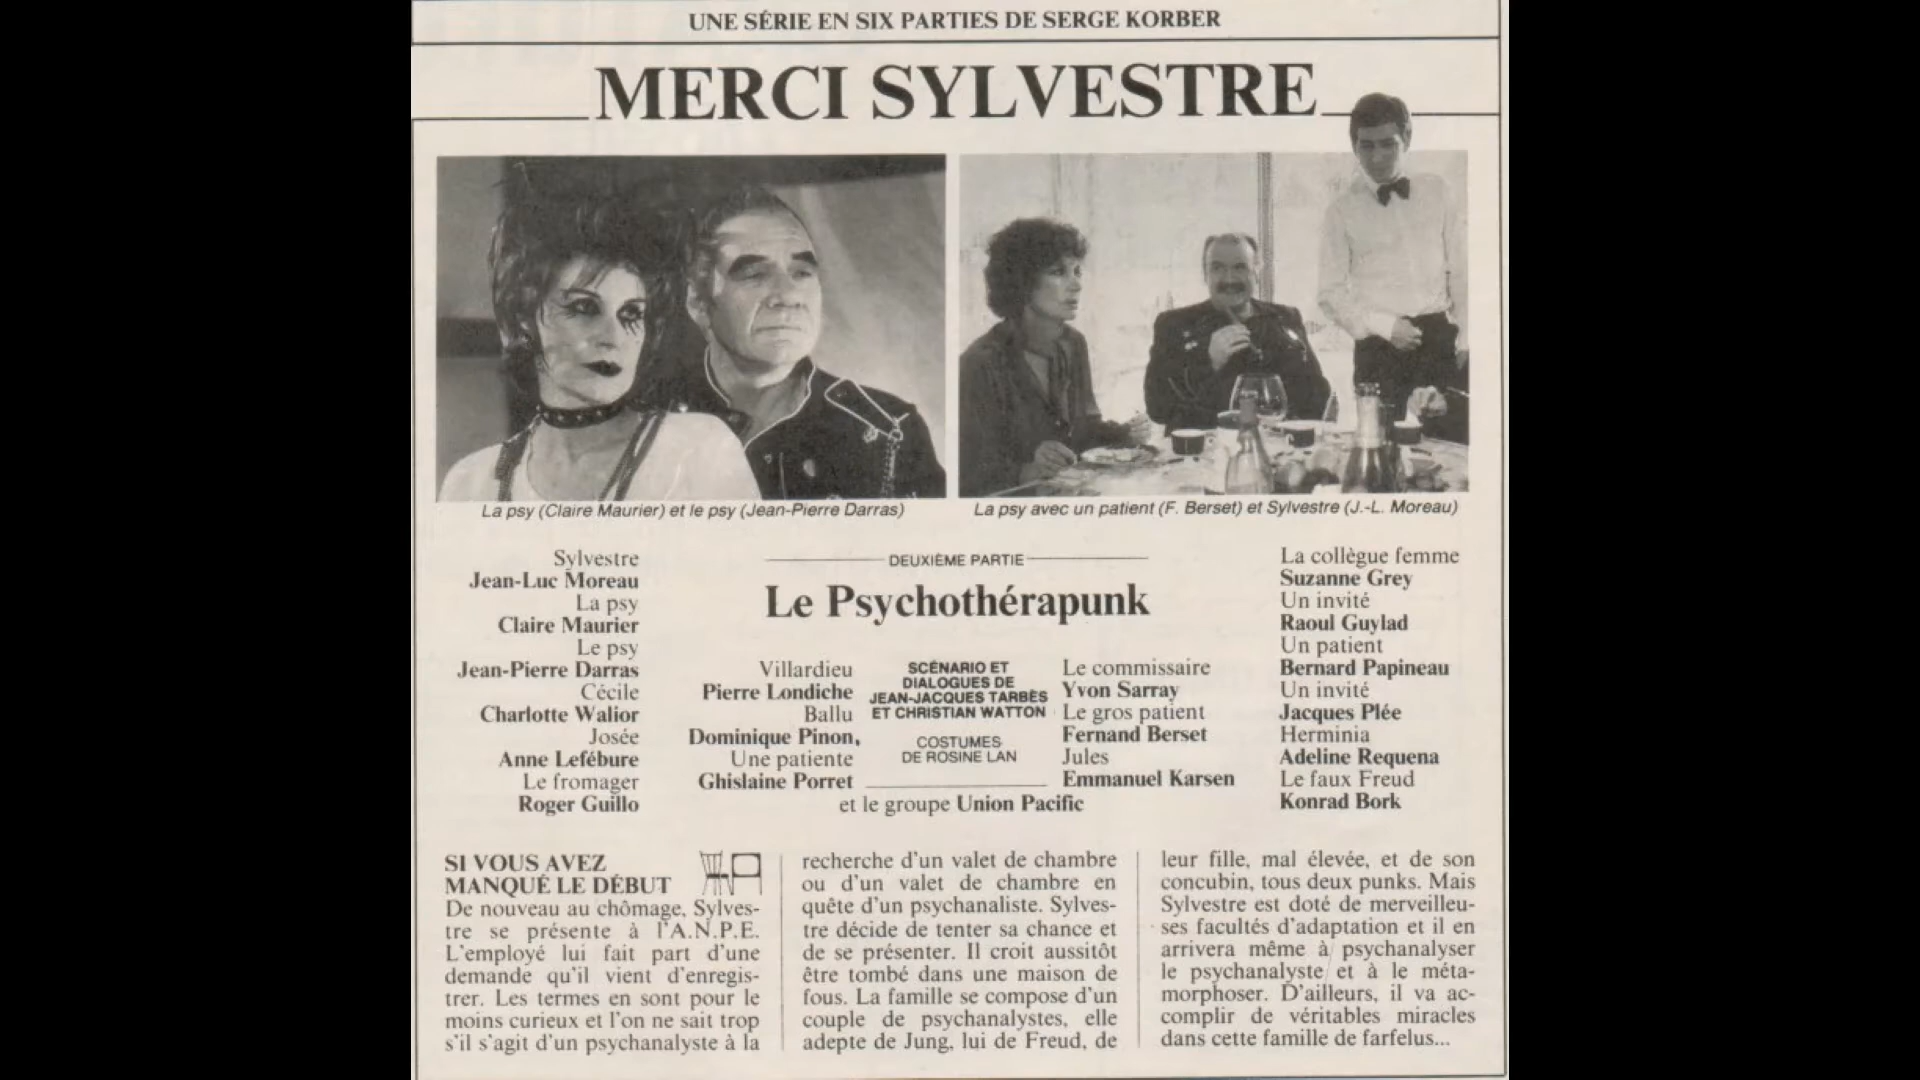 UNE SÉRIE EN SIX PARTIES DE SERGE KORBER
MERCI SYLVESTRE
La psy (Claire Maurier) et le psy (Jean-Pierre Darras)
La psy avec un patient (F. Berset) et Sylvestre (J.-L. Moreau)
Sylvestre
Jean-Luc Moreau
La psy
Claire Maurier
Le psy
Jean-Pierre Darras
Cécile
Charlotte Walior
Josée
Anne Lefébure
Le fromager
Roger Guillo
DEUXIÈME PARTIE
Le Psychothérapunk
Villardieu
Pierre Londiche
Ballu
Dominique Pinon,
Une patiente
Ghislaine Porret
SCÉNARIO ET
DIALOGUES DE
JEAN-JACQUES TARBÈS
ET CHRISTIAN WATTON
COSTUMES
DE ROSINE LAN
Le commissaire
Yvon Sarray
Le gros patient
Fernand Berset
Jules
Emmanuel Karsen
et le groupe Union Pacific
La collègue femme
Suzanne Grey
Un invité
Raoul Guylad
Un patient
Bernard Papineau
Un invité
Jacques Plée
Herminia
Adeline Requena
Le faux Freud
Konrad Bork
SI VOUS AVEZ
MANQUÉ LE DÉBUT
De nouveau au chômage, Sylves-
tre se présente à l'A.N.P.E.
L'employé lui fait part d'une
demande qu'il vient d'enregis-
trer. Les termes en sont pour le
moins curieux et l'on ne sait trop
s'il s'agit d'un psychanalyste à la
recherche d'un valet de chambre
ou d'un valet de chambre en
quête d'un psychanaliste. Sylves-
tre décide de tenter sa chance et
de se présenter. Il croit aussitôt
être tombé dans une maison de
fous. La famille se compose d'un
couple de psychanalystes, elle
adepte de Jung, lui de Freud, de
leur fille, mal élevée, et de son
concubin, tous deux punks. Mais
Sylvestre est doté de merveilleu-
ses facultés d'adaptation et il en
arrivera même à psychanalyser
le psychanalyste et à le méta-
morphoser. D'ailleurs, il va ac-
complir de véritables miracles
dans cette famille de farfelus...